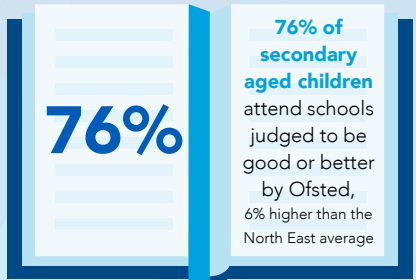 76%
76% of
secondary
aged children
attend schools
judged to be
good or better
by Ofsted,
6% higher than the
North East average